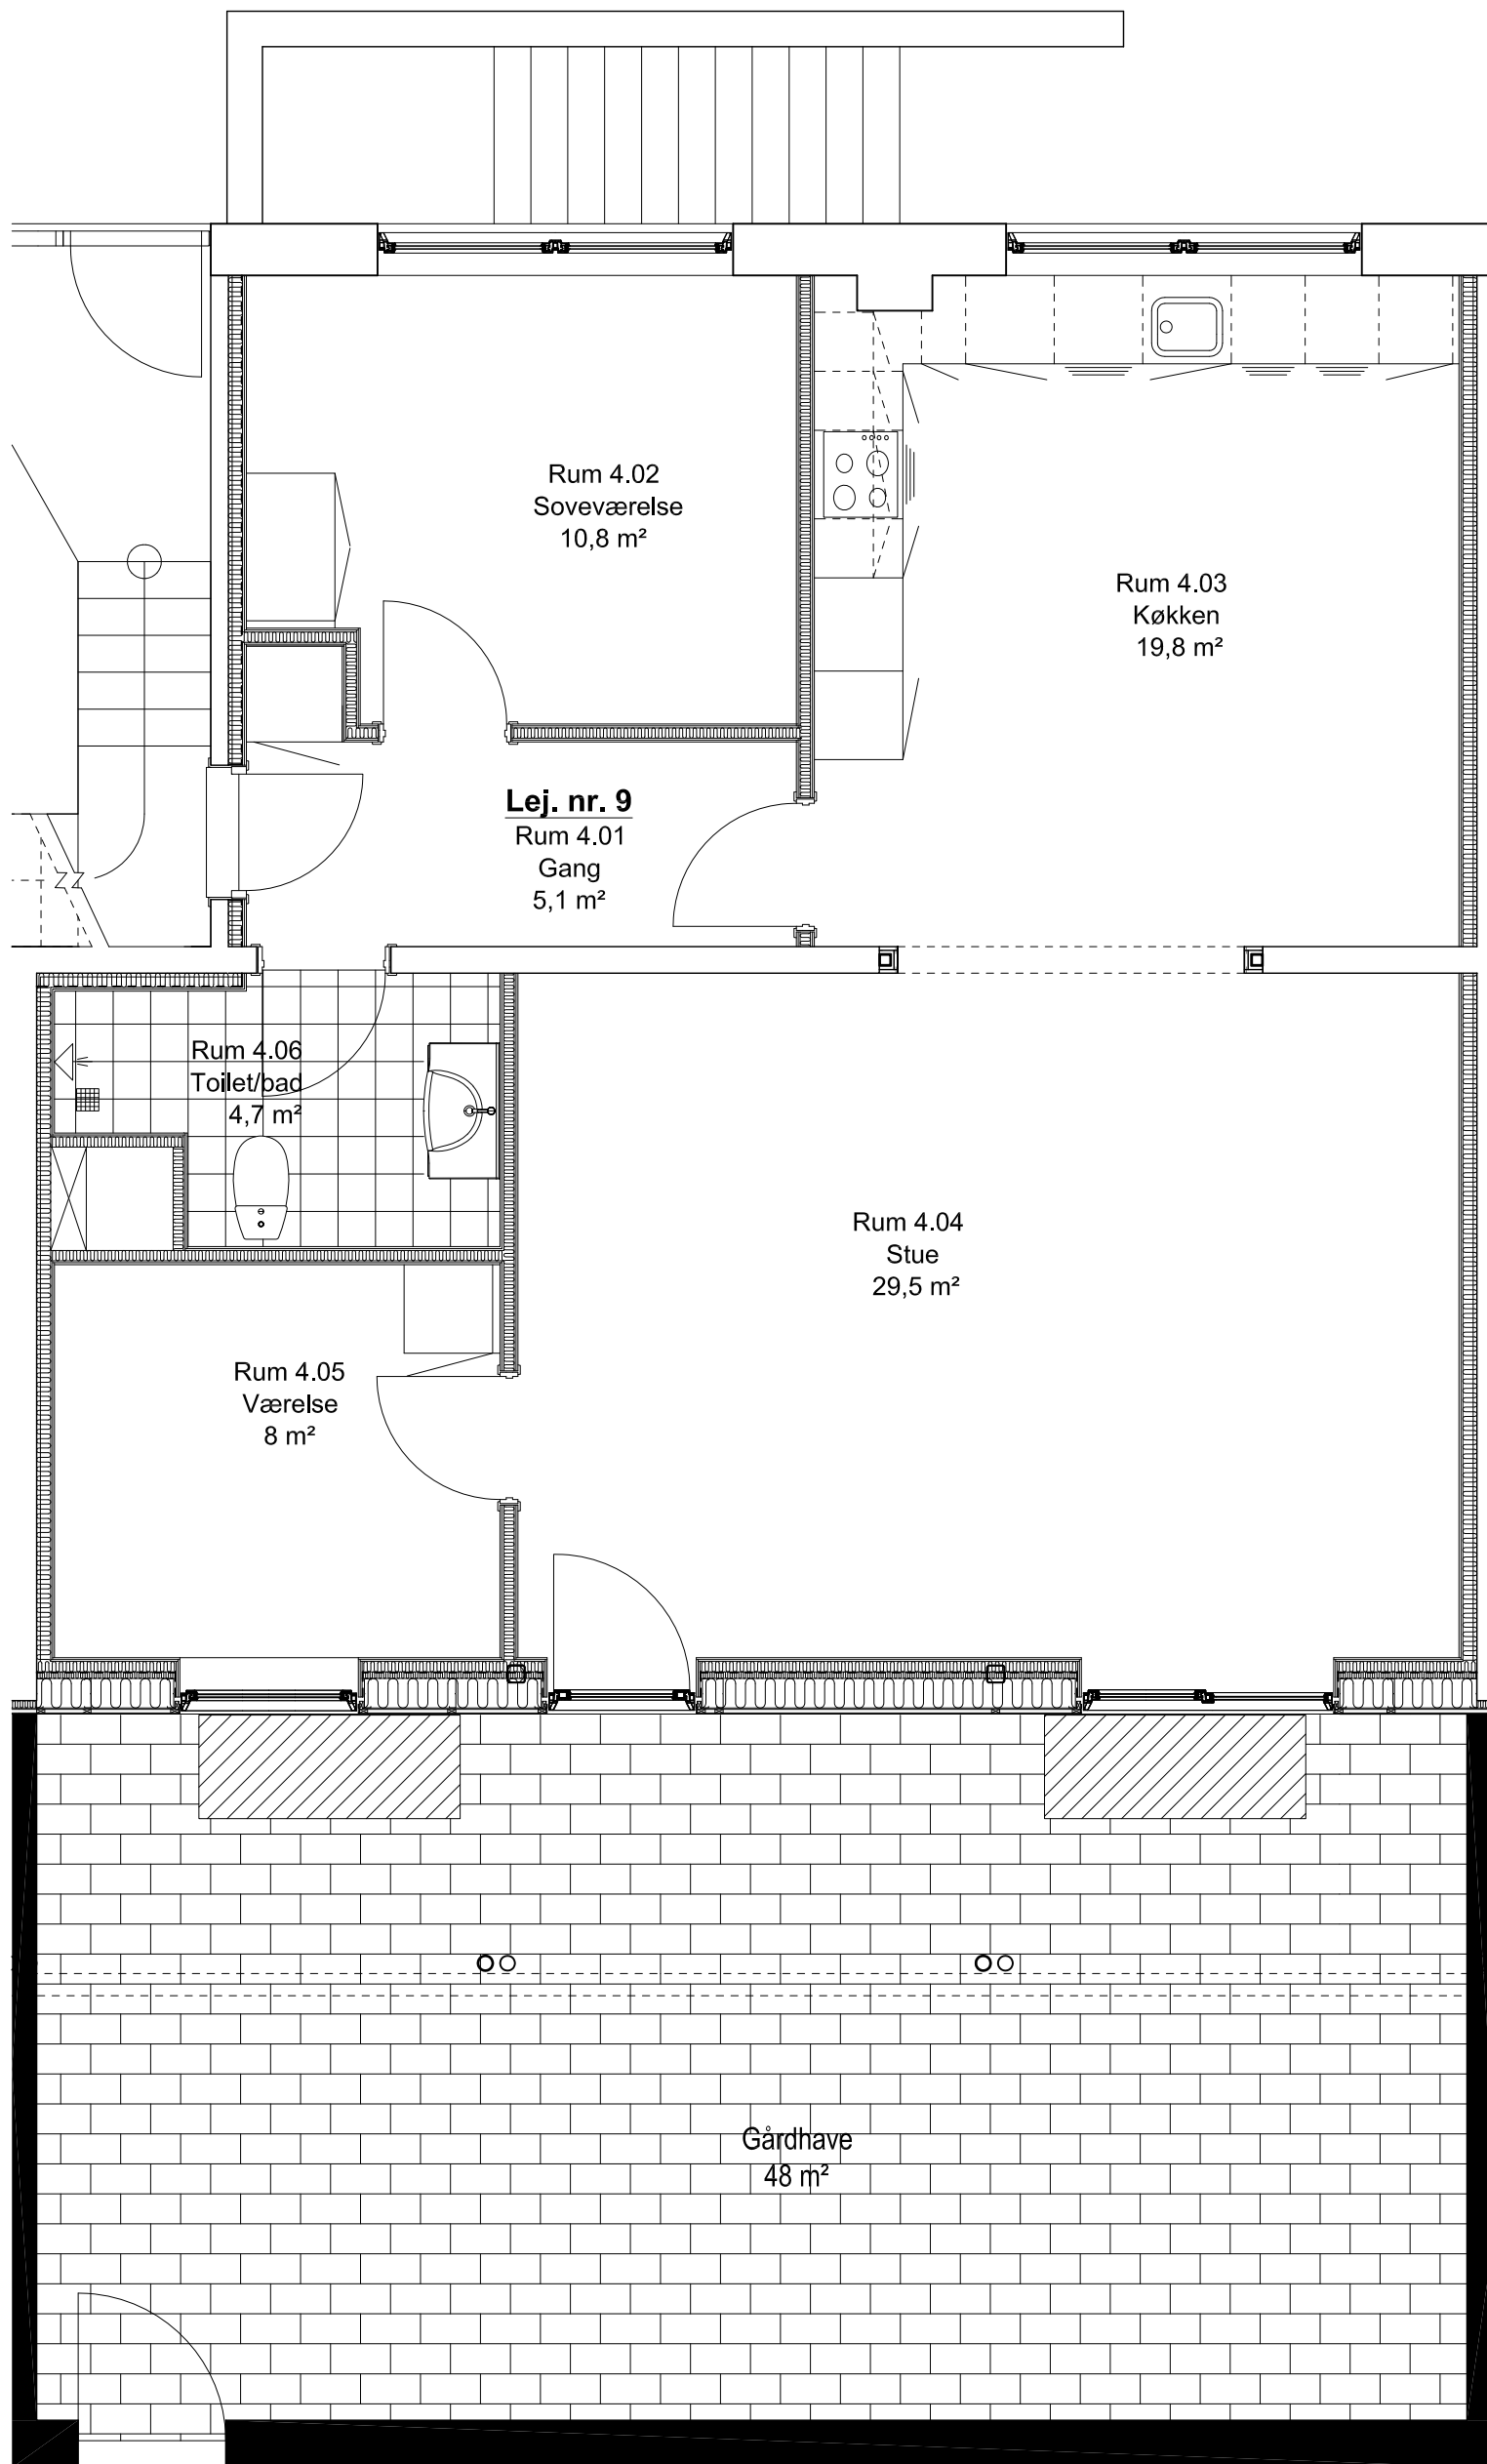 Rum 4.02
Soveværelse
10,8 m²
Rum 4.03
Køkken
19,8 m²
Lej. nr. 9
Rum 4.01
Gang
5,1 m²
Rum 4.06
Toilet/bad
4,7 m²
Rum 4.04
Stue
29,5 m²
Rum 4.05
Værelse
8 m²
Gårdhave
48 m²